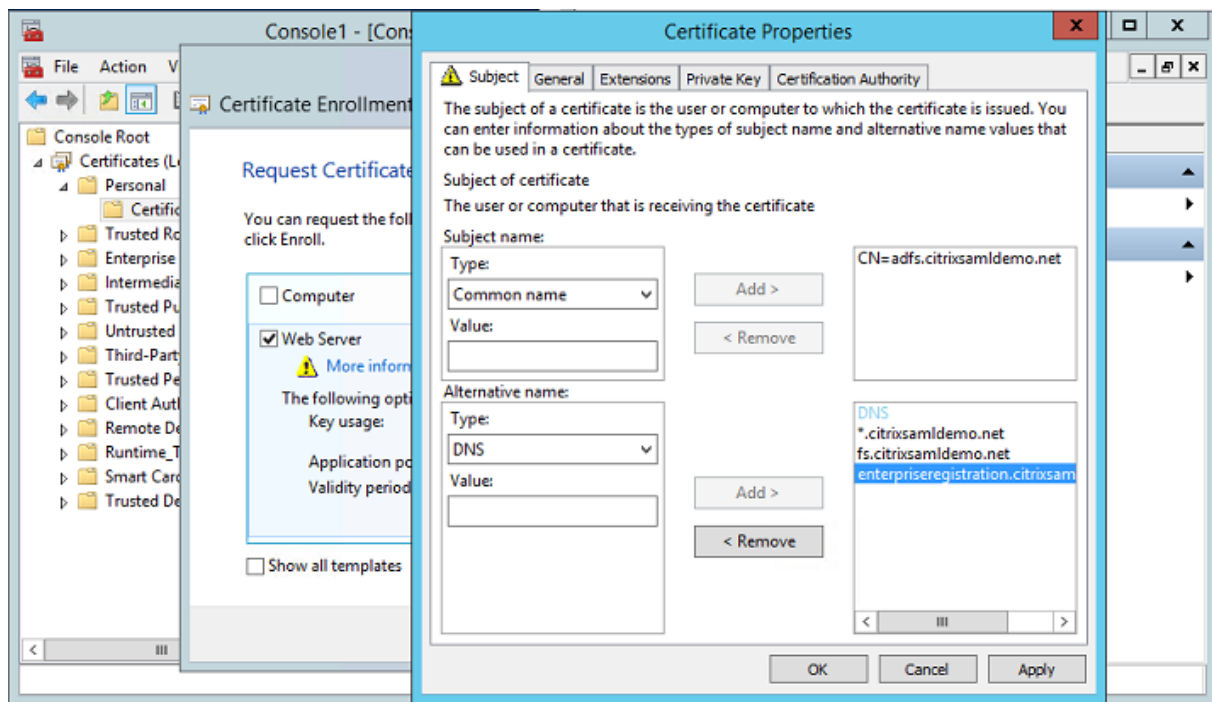 Console1 - [Con
File Action V
Console Root
Certificates (L
Personal
Certific
Trusted Ro
Enterprise
Intermedia
Trusted Pu
Untrusted
Third-Part
Trusted Pe
Client Aut
Remote De
Runtime_T
Smart Card
Trusted De
Certificate Enrollment
Request Certificate
You can request the foll
click Enroll.
Computer
Web Server
More inform
The following opti
Key usage:
Application po
Validity period
Show all templates
Certificate Properties
Subject General Extensions Private Key Certification Authority
The subject of a certificate is the user or computer to which the certificate is issued. You
can enter information about the types of subject name and alternative name values that
can be used in a certificate.
Subject of certificate
The user or computer that is receiving the certificate
Subject name:
Type:
Common name
Value:
Add >
< Remove
CN=adfs.citrixsamldemo.net
Alternative name:
Type:
DNS
Value:
Add >
< Remove
DNS
*.citrixsamldemo.net
fs.citrixsamldemo.net
enterpriseregistration.citrixsam
OK Cancel Apply